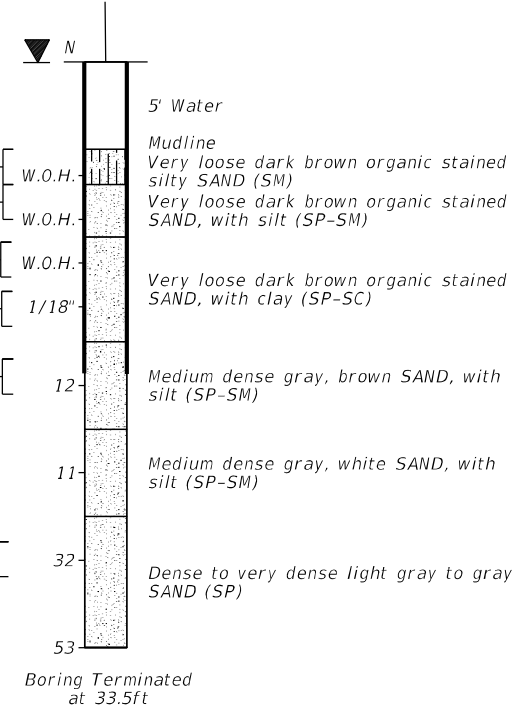 N
5' Water
Mudline
Very loose dark brown organic stained
silty SAND (SM)
W.O.H.
Very loose dark brown organic stained
SAND, with silt (SP-SM)
W.O.H.
W.O.H.
Very loose dark brown organic stained
SAND, with clay (SP-SC)
1/18"
Medium dense gray, brown SAND, with
silt (SP-SM)
12
Medium dense gray, white SAND, with
silt (SP-SM)
11
32
Dense to very dense light gray to gray
SAND (SP)
53
Boring Terminated
at 33.5ft